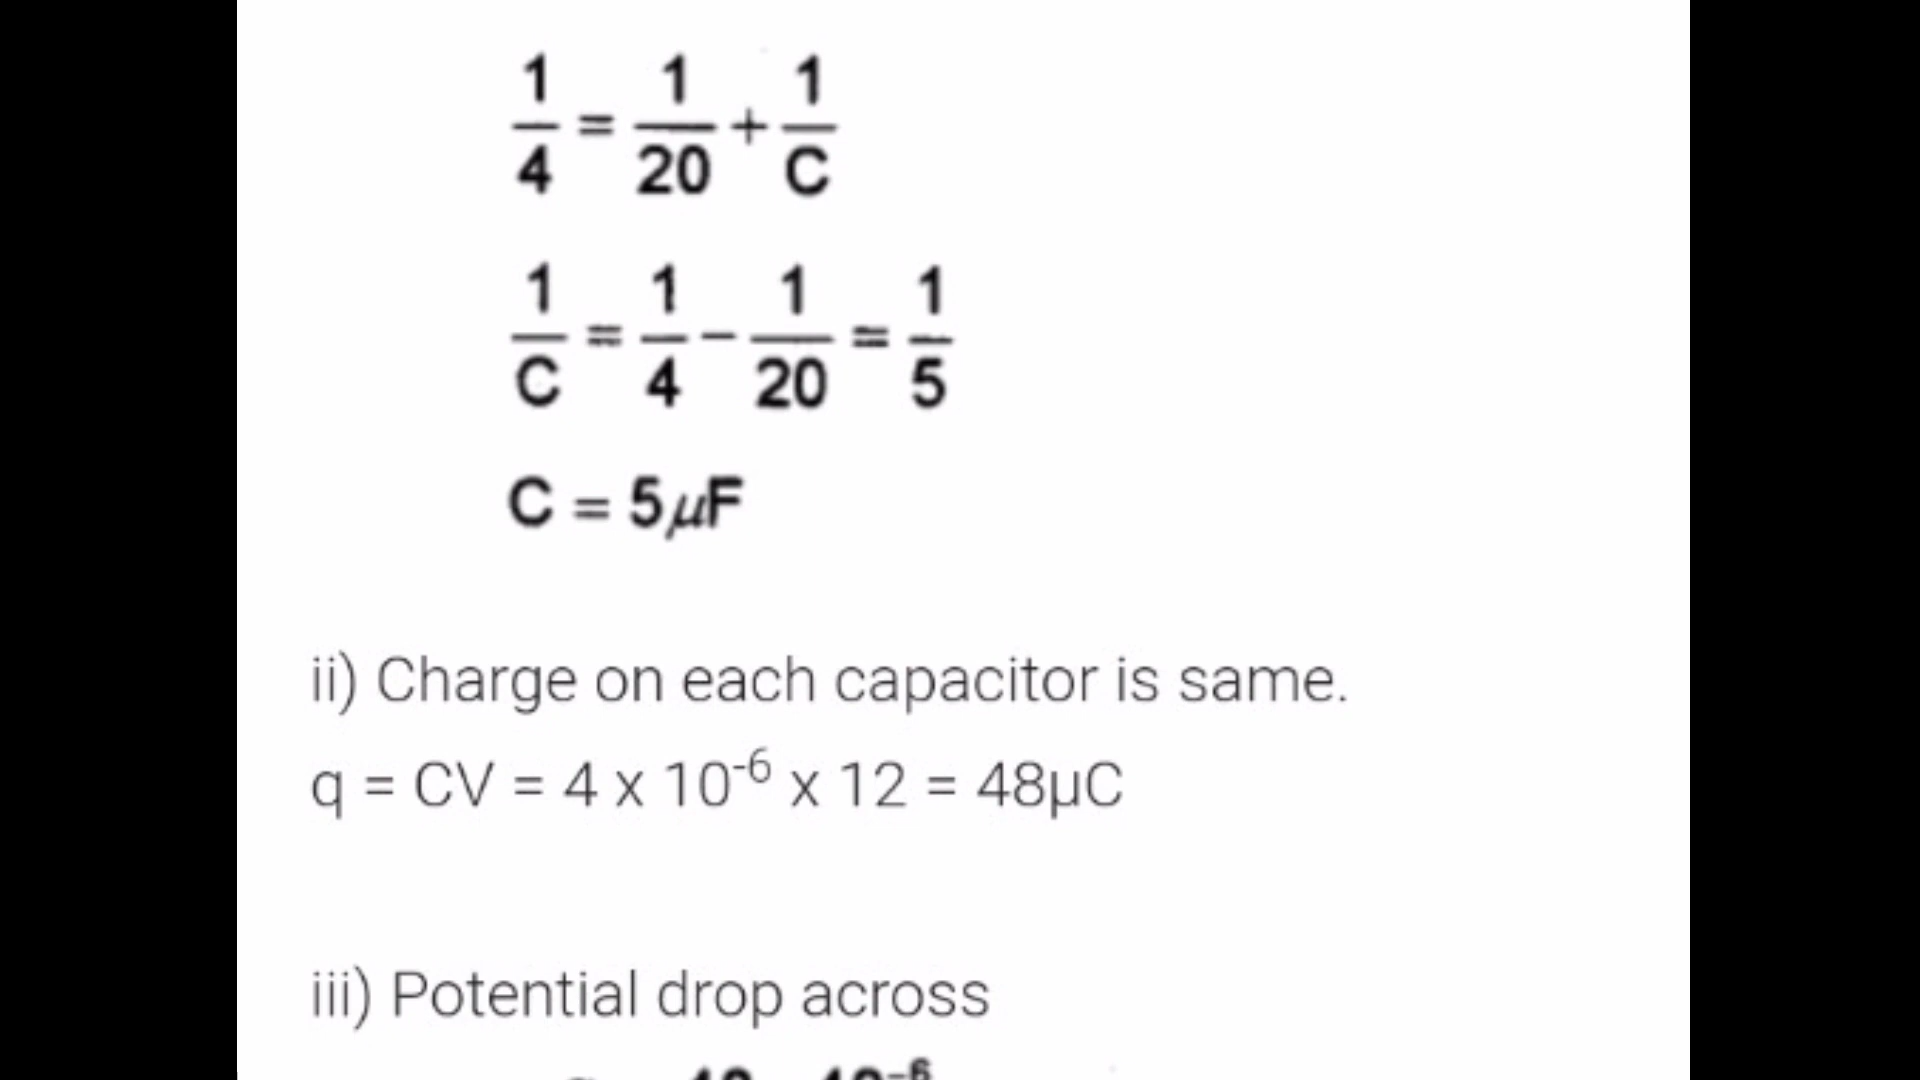 1/4 = 1/20 + 1/C
1/C = 1/4 - 1/20 = 1/5
C = 5μF
ii) Charge on each capacitor is same.
q = CV = 4 x 10⁻⁶ x 12 = 48μC
iii) Potential drop across